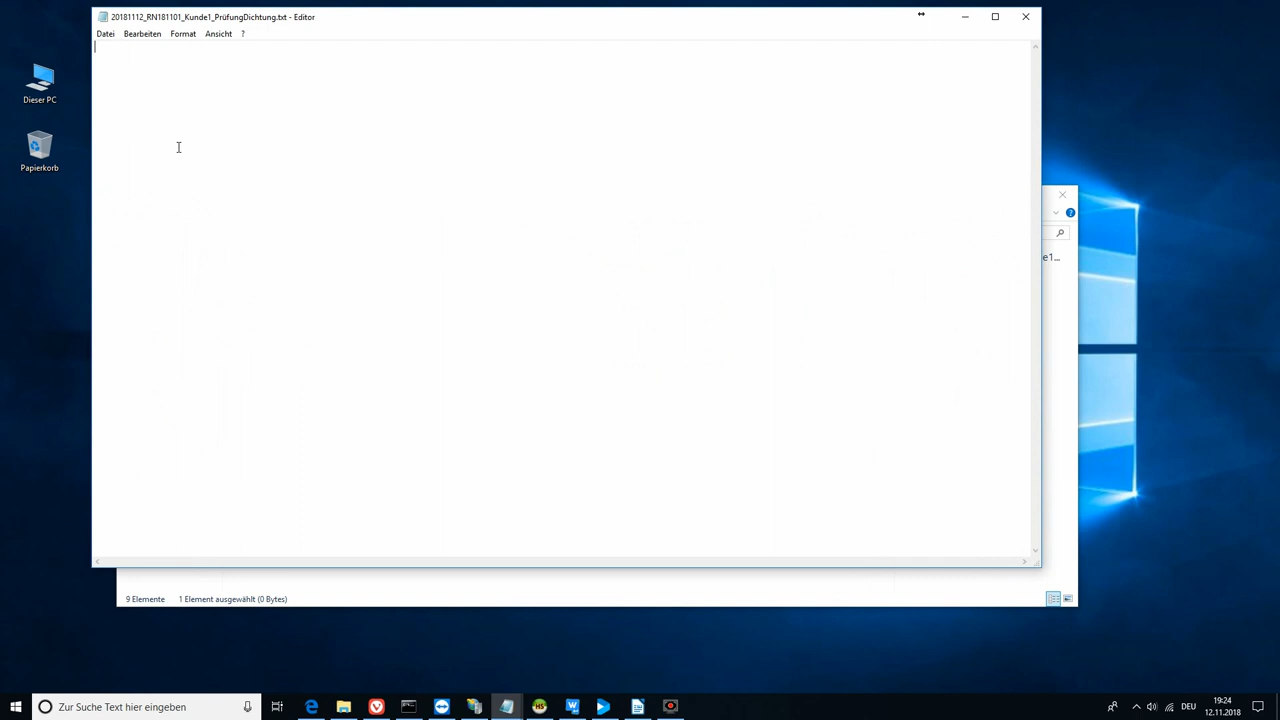 20181112_RN181101_Kunde1_PrüfungDichtung.txt - Editor
Datei Bearbeiten Format Ansicht ?
Dieser PC
Papierkorb
e1...
9 Elemente 1 Element ausgewählt (0 Bytes)
Zur Suche Text hier eingeben
DEU
19:24
12.11.2018